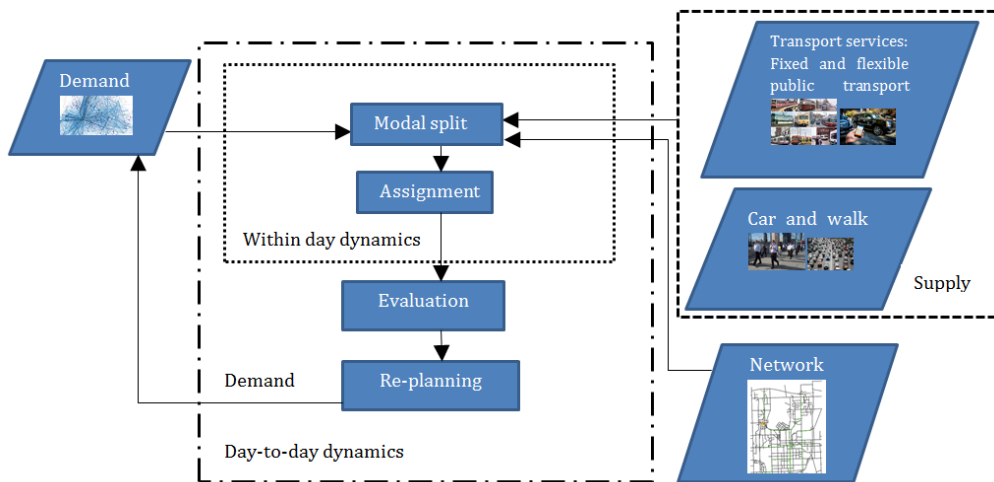 Demand
Modal split
Assignment
Within day dynamics
Evaluation
Re-planning
Demand
Day-to-day dynamics
Transport services:
Fixed and flexible
public transport
Car and walk
Supply
Network